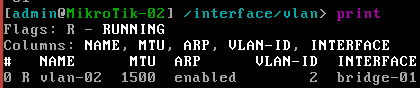 [admin@MikroTik-02] /interface/vlan> print
Flags: R - RUNNING
Columns: NAME, MTU, ARP, VLAN-ID, INTERFACE
# NAME MTU ARP VLAN-ID INTERFACE
0 R vlan-02 1500 enabled 2 bridge-01